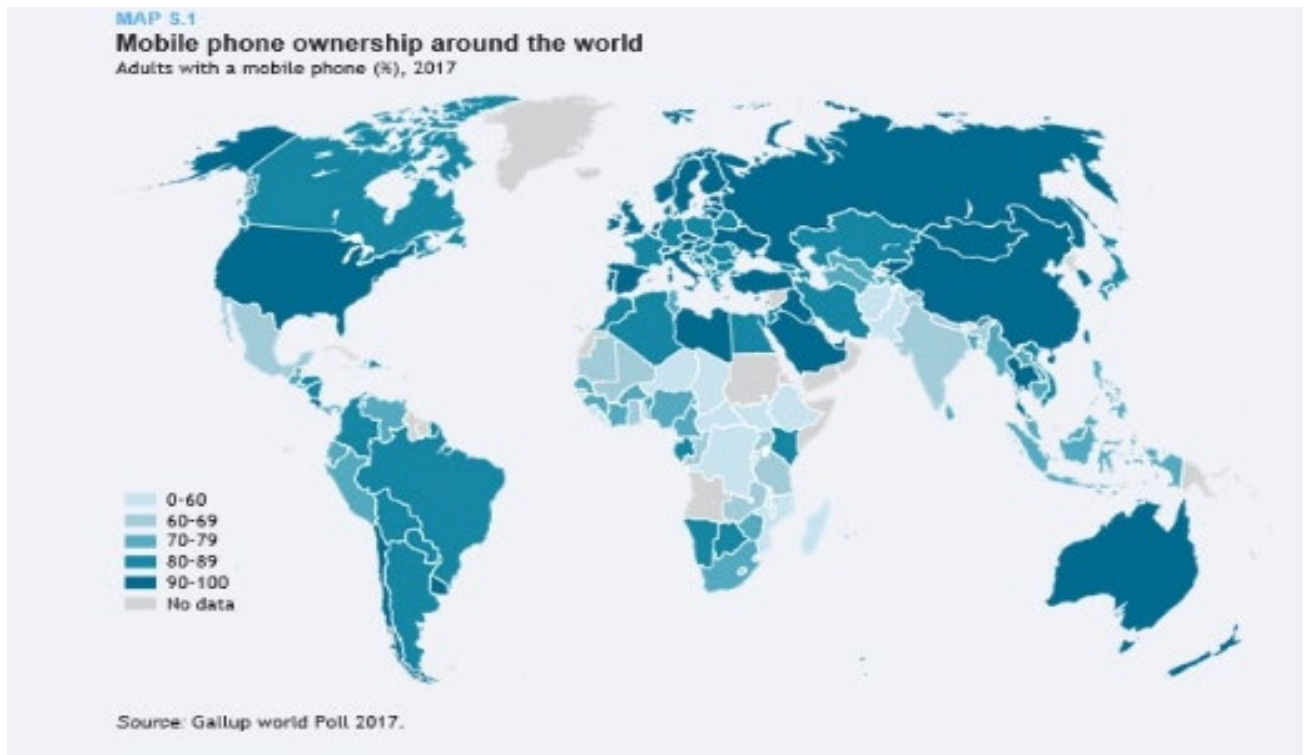 MAP S.1
Mobile phone ownership around the world
Adults with a mobile phone (%), 2017
0-60
60-69
70-79
80-89
90-100
No data
Source: Gallup world Poll 2017.